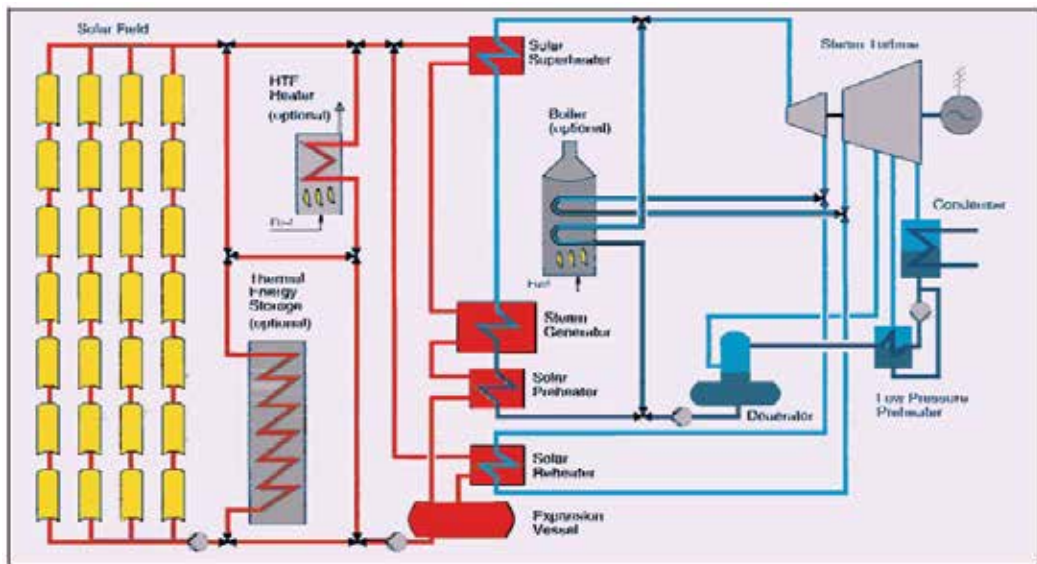 Solar Field
HTF
Heater
(optional)
Fuel
Thermal
Energy
Storage
(optional)
Solar
Superheater
Boiler
(optional)
Fuel
Steam
Generator
Solar
Preheater
Solar
Reheater
Expansion
Vessel
Steam Turbine
Condenser
Low Pressure
Preheater
Deaerator